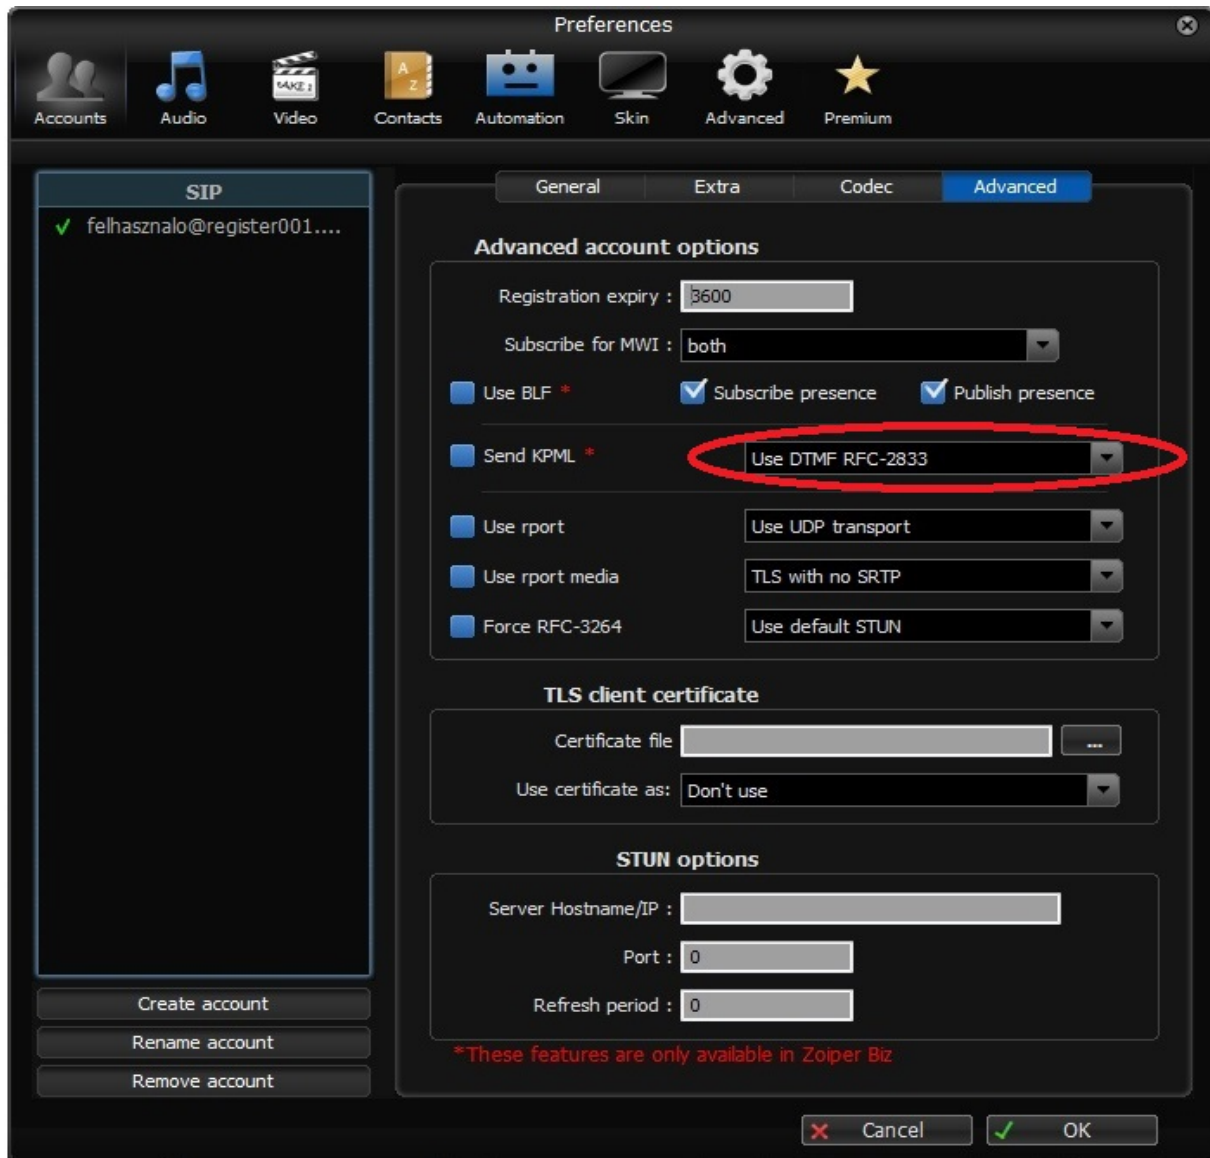 Preferences
Accounts Audio Video Contacts Automation Skin Advanced Premium
SIP
felhasznalo@register001....
Create account
Rename account
Remove account
General Extra Codec Advanced
Advanced account options
Registration expiry : 3600
Subscribe for MWI : both
Use BLF * Subscribe presence Publish presence
Send KPML * Use DTMF RFC-2833
Use rport Use UDP transport
Use rport media TLS with no SRTP
Force RFC-3264 Use default STUN
TLS client certificate
Certificate file ...
Use certificate as: Don't use
STUN options
Server Hostname/IP :
Port : 0
Refresh period : 0
*These features are only available in Zoiper Biz
Cancel OK